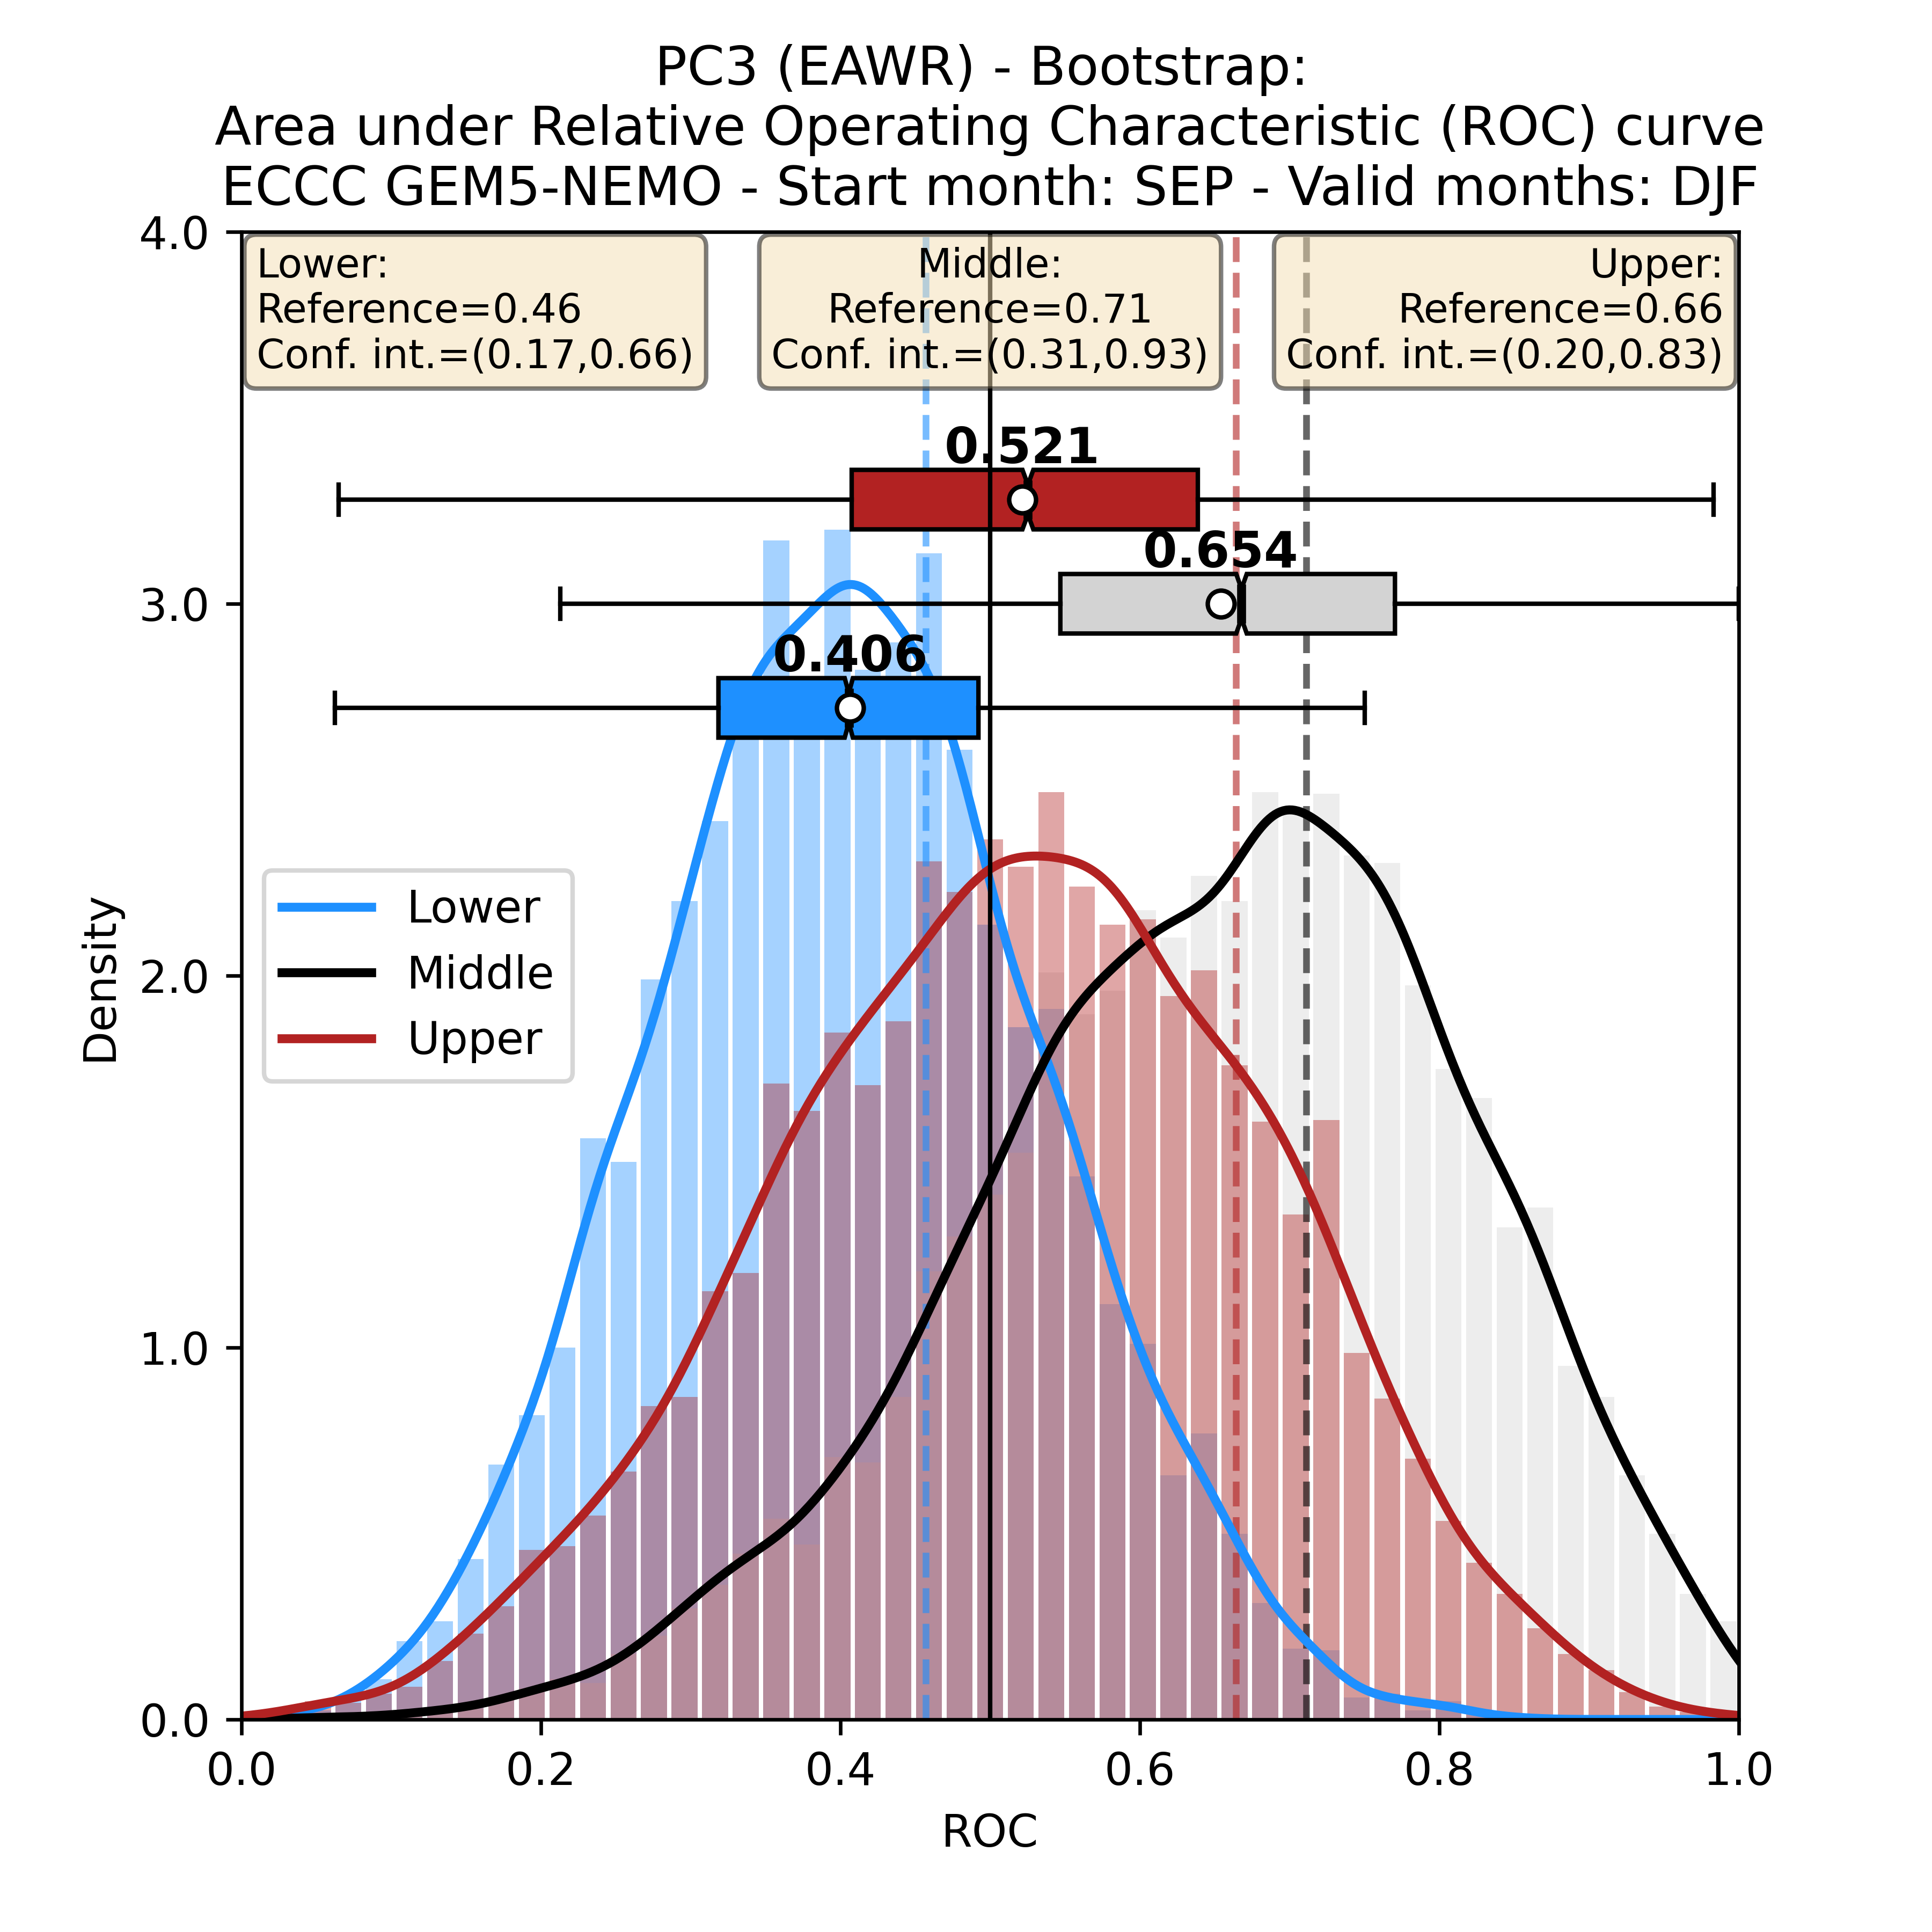 PC3 (EAWR) - Bootstrap:
Area under Relative Operating Characteristic (ROC) curve
ECCC GEM5-NEMO - Start month: SEP - Valid months: DJF
Lower:
Reference=0.46
Conf. int.=(0.17,0.66)
Middle:
Reference=0.71
Conf. int.=(0.31,0.93)
Upper:
Reference=0.66
Conf. int.=(0.20,0.83)
0.521
0.654
0.406
Lower
Middle
Upper
Density
4.0
3.0
2.0
1.0
0.0
0.0 0.2 0.4 0.6 0.8 1.0
ROC